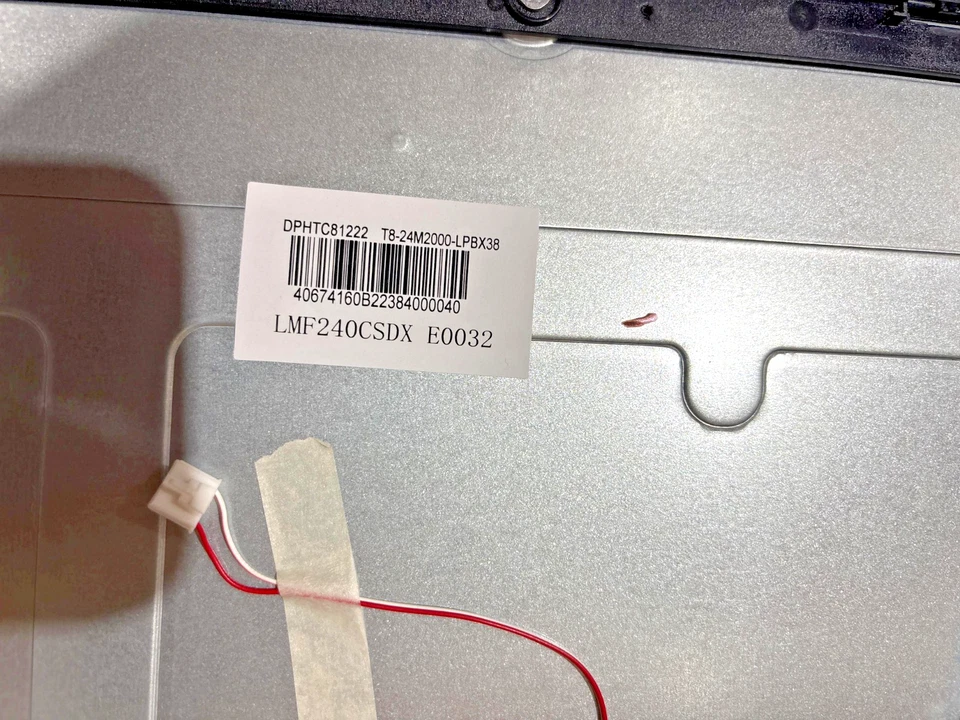 DPHTC81222 T8-24M2000-LPBX38
40674160B22384000040
LMF240CSDX E0032